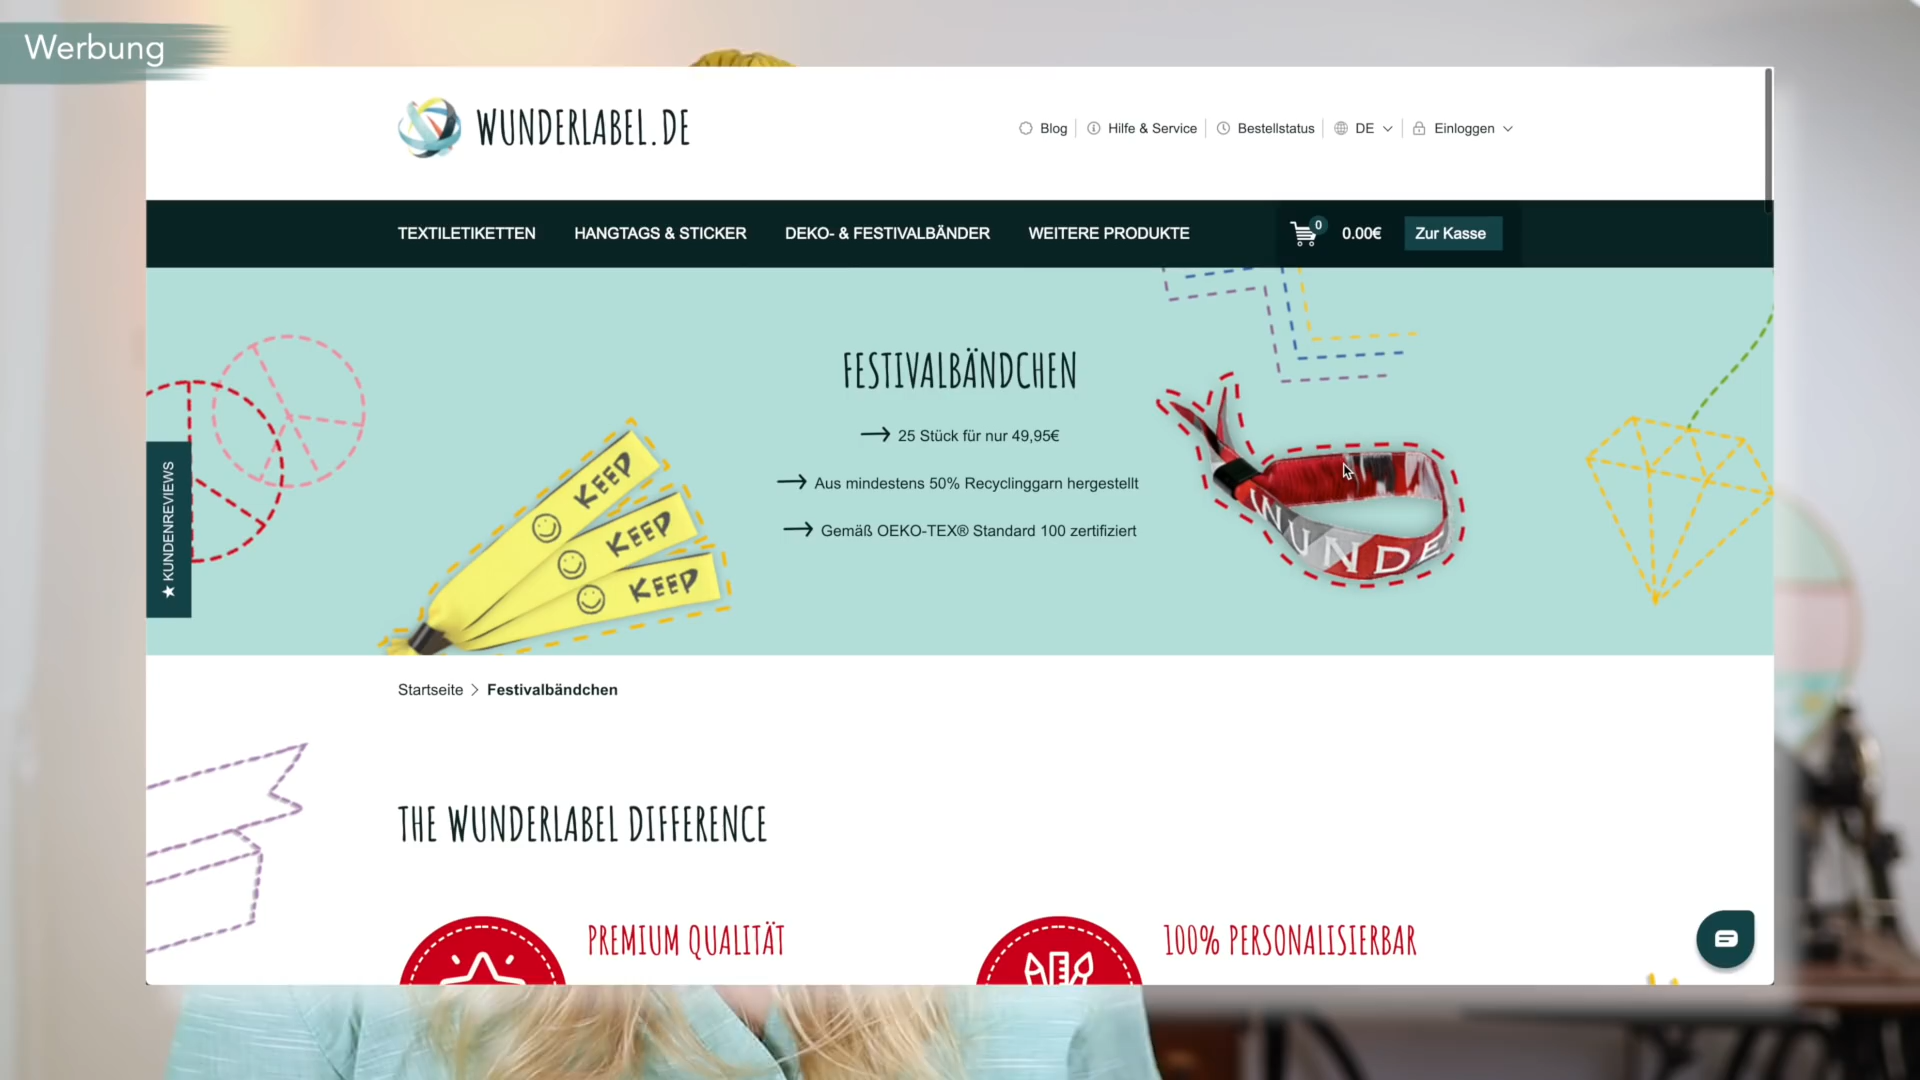 Werbung
WUNDERLABEL.DE
Blog
Hilfe & Service
Bestellstatus
DE
Einloggen
TEXTILETIKETTEN
HANGTAGS & STICKER
DEKO- & FESTIVALBÄNDER
WEITERE PRODUKTE
0
0.00€
Zur Kasse
FESTIVALBÄNDCHEN
25 Stück für nur 49,95€
Aus mindestens 50% Recyclinggarn hergestellt
Gemäß OEKO-TEX® Standard 100 zertifiziert
KEEP
KEEP
KEEP
WUNDE
★ KUNDENREVIEWS
Startseite > Festivalbändchen
THE WUNDERLABEL DIFFERENCE
PREMIUM QUALITÄT
100% PERSONALISIERBAR